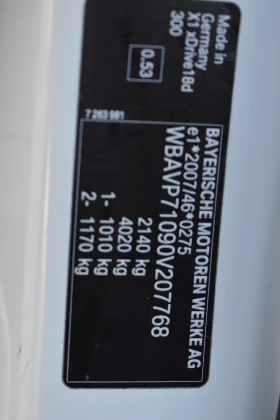 BAYERISCHE MOTOREN WERKE AG
e1*2007/46*0275
WBAVP71090V207768
2140 kg
4020 kg
1- 1010 kg
2- 1170 kg
Made in
Germany
X1 xDrive18d
300
0.53
7 263 981